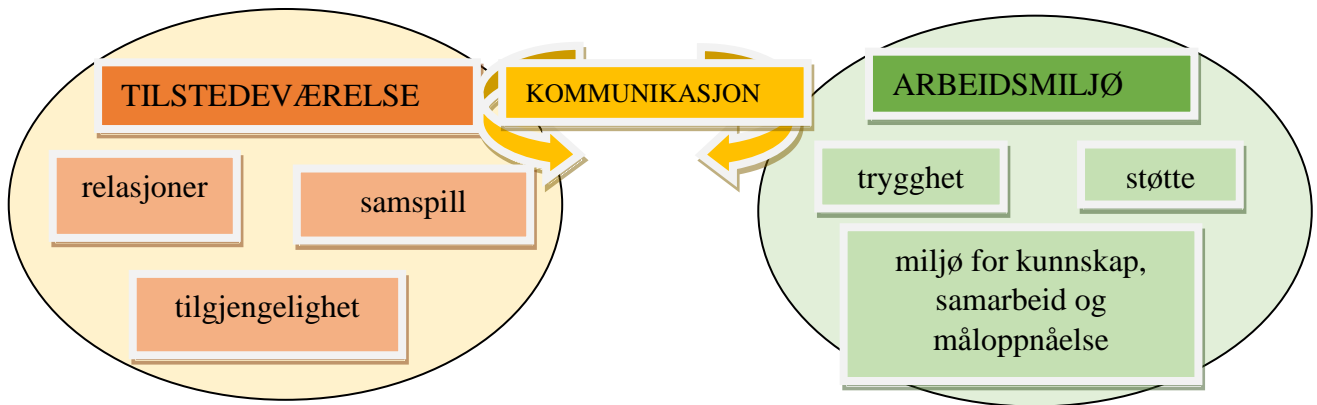 TILSTEDEVÆRELSE
relasjoner
samspill
tilgjengelighet
KOMMUNIKASJON
ARBEIDSMILJØ
trygghet
støtte
miljø for kunnskap,
samarbeid og
måloppnåelse